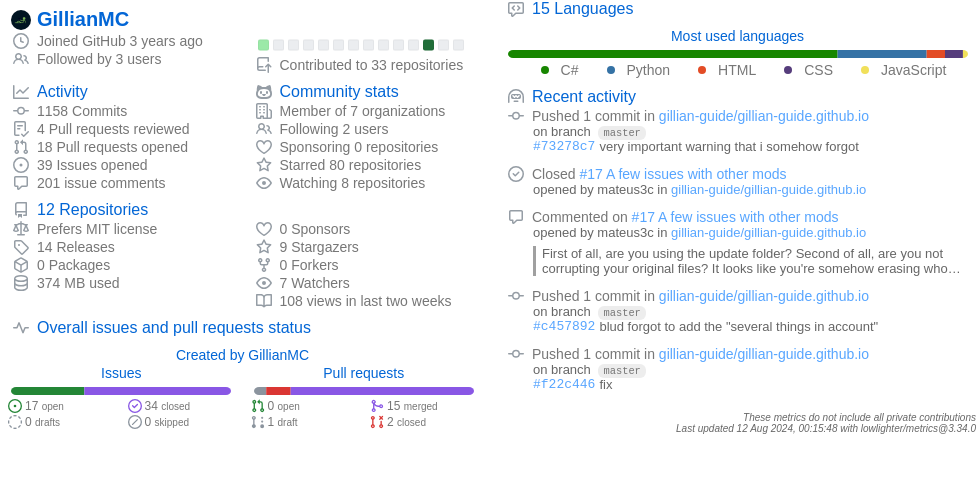 GillianMC
Joined GitHub 3 years ago
Followed by 3 users
Contributed to 33 repositories
Activity
1158 Commits
4 Pull requests reviewed
18 Pull requests opened
39 Issues opened
201 issue comments
Community stats
Member of 7 organizations
Following 2 users
Sponsoring 0 repositories
Starred 80 repositories
Watching 8 repositories
12 Repositories
Prefers MIT license
14 Releases
0 Packages
374 MB used
0 Sponsors
9 Stargazers
0 Forkers
7 Watchers
108 views in last two weeks
Overall issues and pull requests status
Created by GillianMC
Issues
17 open
34 closed
0 drafts
0 skipped
Pull requests
0 open
15 merged
1 draft
2 closed
15 Languages
Most used languages
C# Python HTML CSS JavaScript
Recent activity
Pushed 1 commit in gillian-guide/gillian-guide.github.io
on branch master
#73278c7 very important warning that i somehow forgot
Closed #17 A few issues with other mods
opened by mateus3c in gillian-guide/gillian-guide.github.io
Commented on #17 A few issues with other mods
opened by mateus3c in gillian-guide/gillian-guide.github.io
First of all, are you using the update folder? Second of all, are you not
corrupting your original files? It looks like you're somehow erasing who…
Pushed 1 commit in gillian-guide/gillian-guide.github.io
on branch master
#c457892 blud forgot to add the "several things in account"
Pushed 1 commit in gillian-guide/gillian-guide.github.io
on branch master
#f22c446 fix
These metrics do not include all private contributions
Last updated 12 Aug 2024, 00:15:48 with lowlighter/metrics@3.34.0